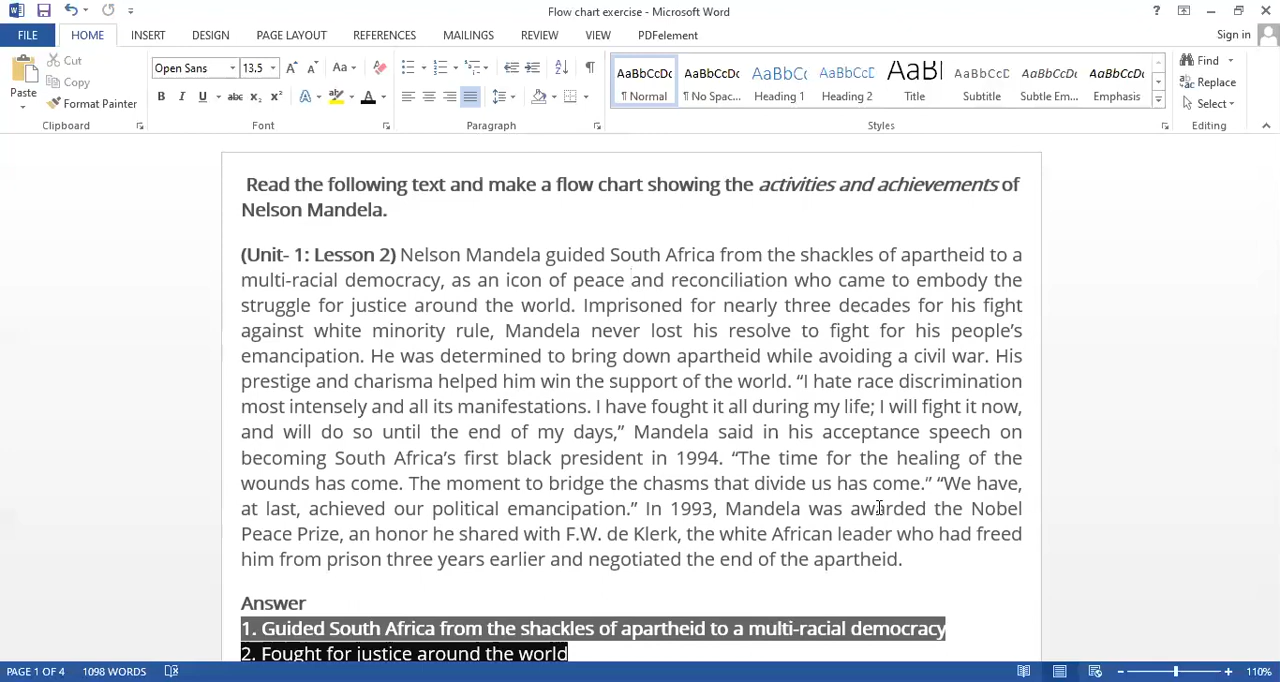 Flow chart exercise - Microsoft Word
? 
Sign in
FILE HOME INSERT DESIGN PAGE LAYOUT REFERENCES MAILINGS REVIEW VIEW PDFelement
Paste
Cut
Copy
Format Painter
Clipboard
Open Sans 13.5
Font
Paragraph
AaBbCcDc AaBbCcDc AaBbCc AaBbCc AaBl AaBbCcD AaBbCcDc AaBbCcDc
¶ Normal ¶ No Spac... Heading 1 Heading 2 Title Subtitle Subtle Em... Emphasis
Styles
Find
Replace
Select
Editing
Read the following text and make a flow chart showing the activities and achievements of
Nelson Mandela.
(Unit- 1: Lesson 2) Nelson Mandela guided South Africa from the shackles of apartheid to a
multi-racial democracy, as an icon of peace and reconciliation who came to embody the
struggle for justice around the world. Imprisoned for nearly three decades for his fight
against white minority rule, Mandela never lost his resolve to fight for his people’s
emancipation. He was determined to bring down apartheid while avoiding a civil war. His
prestige and charisma helped him win the support of the world. “I hate race discrimination
most intensely and all its manifestations. I have fought it all during my life; I will fight it now,
and will do so until the end of my days,” Mandela said in his acceptance speech on
becoming South Africa’s first black president in 1994. “The time for the healing of the
wounds has come. The moment to bridge the chasms that divide us has come.” “We have,
at last, achieved our political emancipation.” In 1993, Mandela was awarded the Nobel
Peace Prize, an honor he shared with F.W. de Klerk, the white African leader who had freed
him from prison three years earlier and negotiated the end of the apartheid.
Answer
1. Guided South Africa from the shackles of apartheid to a multi-racial democracy
2. Fought for justice around the world
PAGE 1 OF 4 1098 WORDS 110%